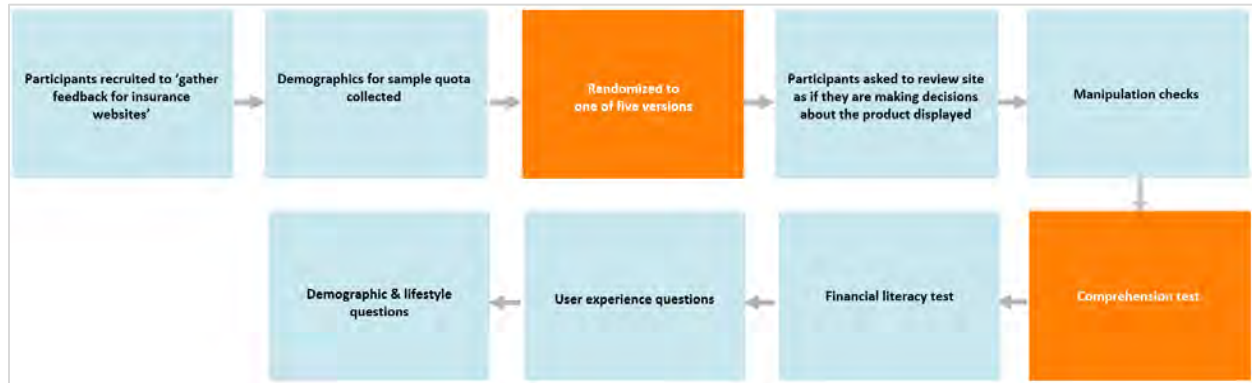 Participants recruited to ‘gather
feedback for insurance
websites’
Demographics for sample quota
collected
Randomized to
one of five versions
Participants asked to review site
as if they are making decisions
about the product displayed
Manipulation checks
Comprehension test
Financial literacy test
User experience questions
Demographic & lifestyle
questions